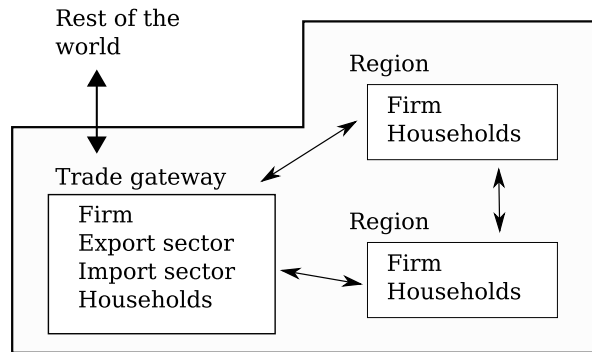 Rest of the
world
Region
Firm
Households
Trade gateway
Firm
Export sector
Import sector
Households
Region
Firm
Households